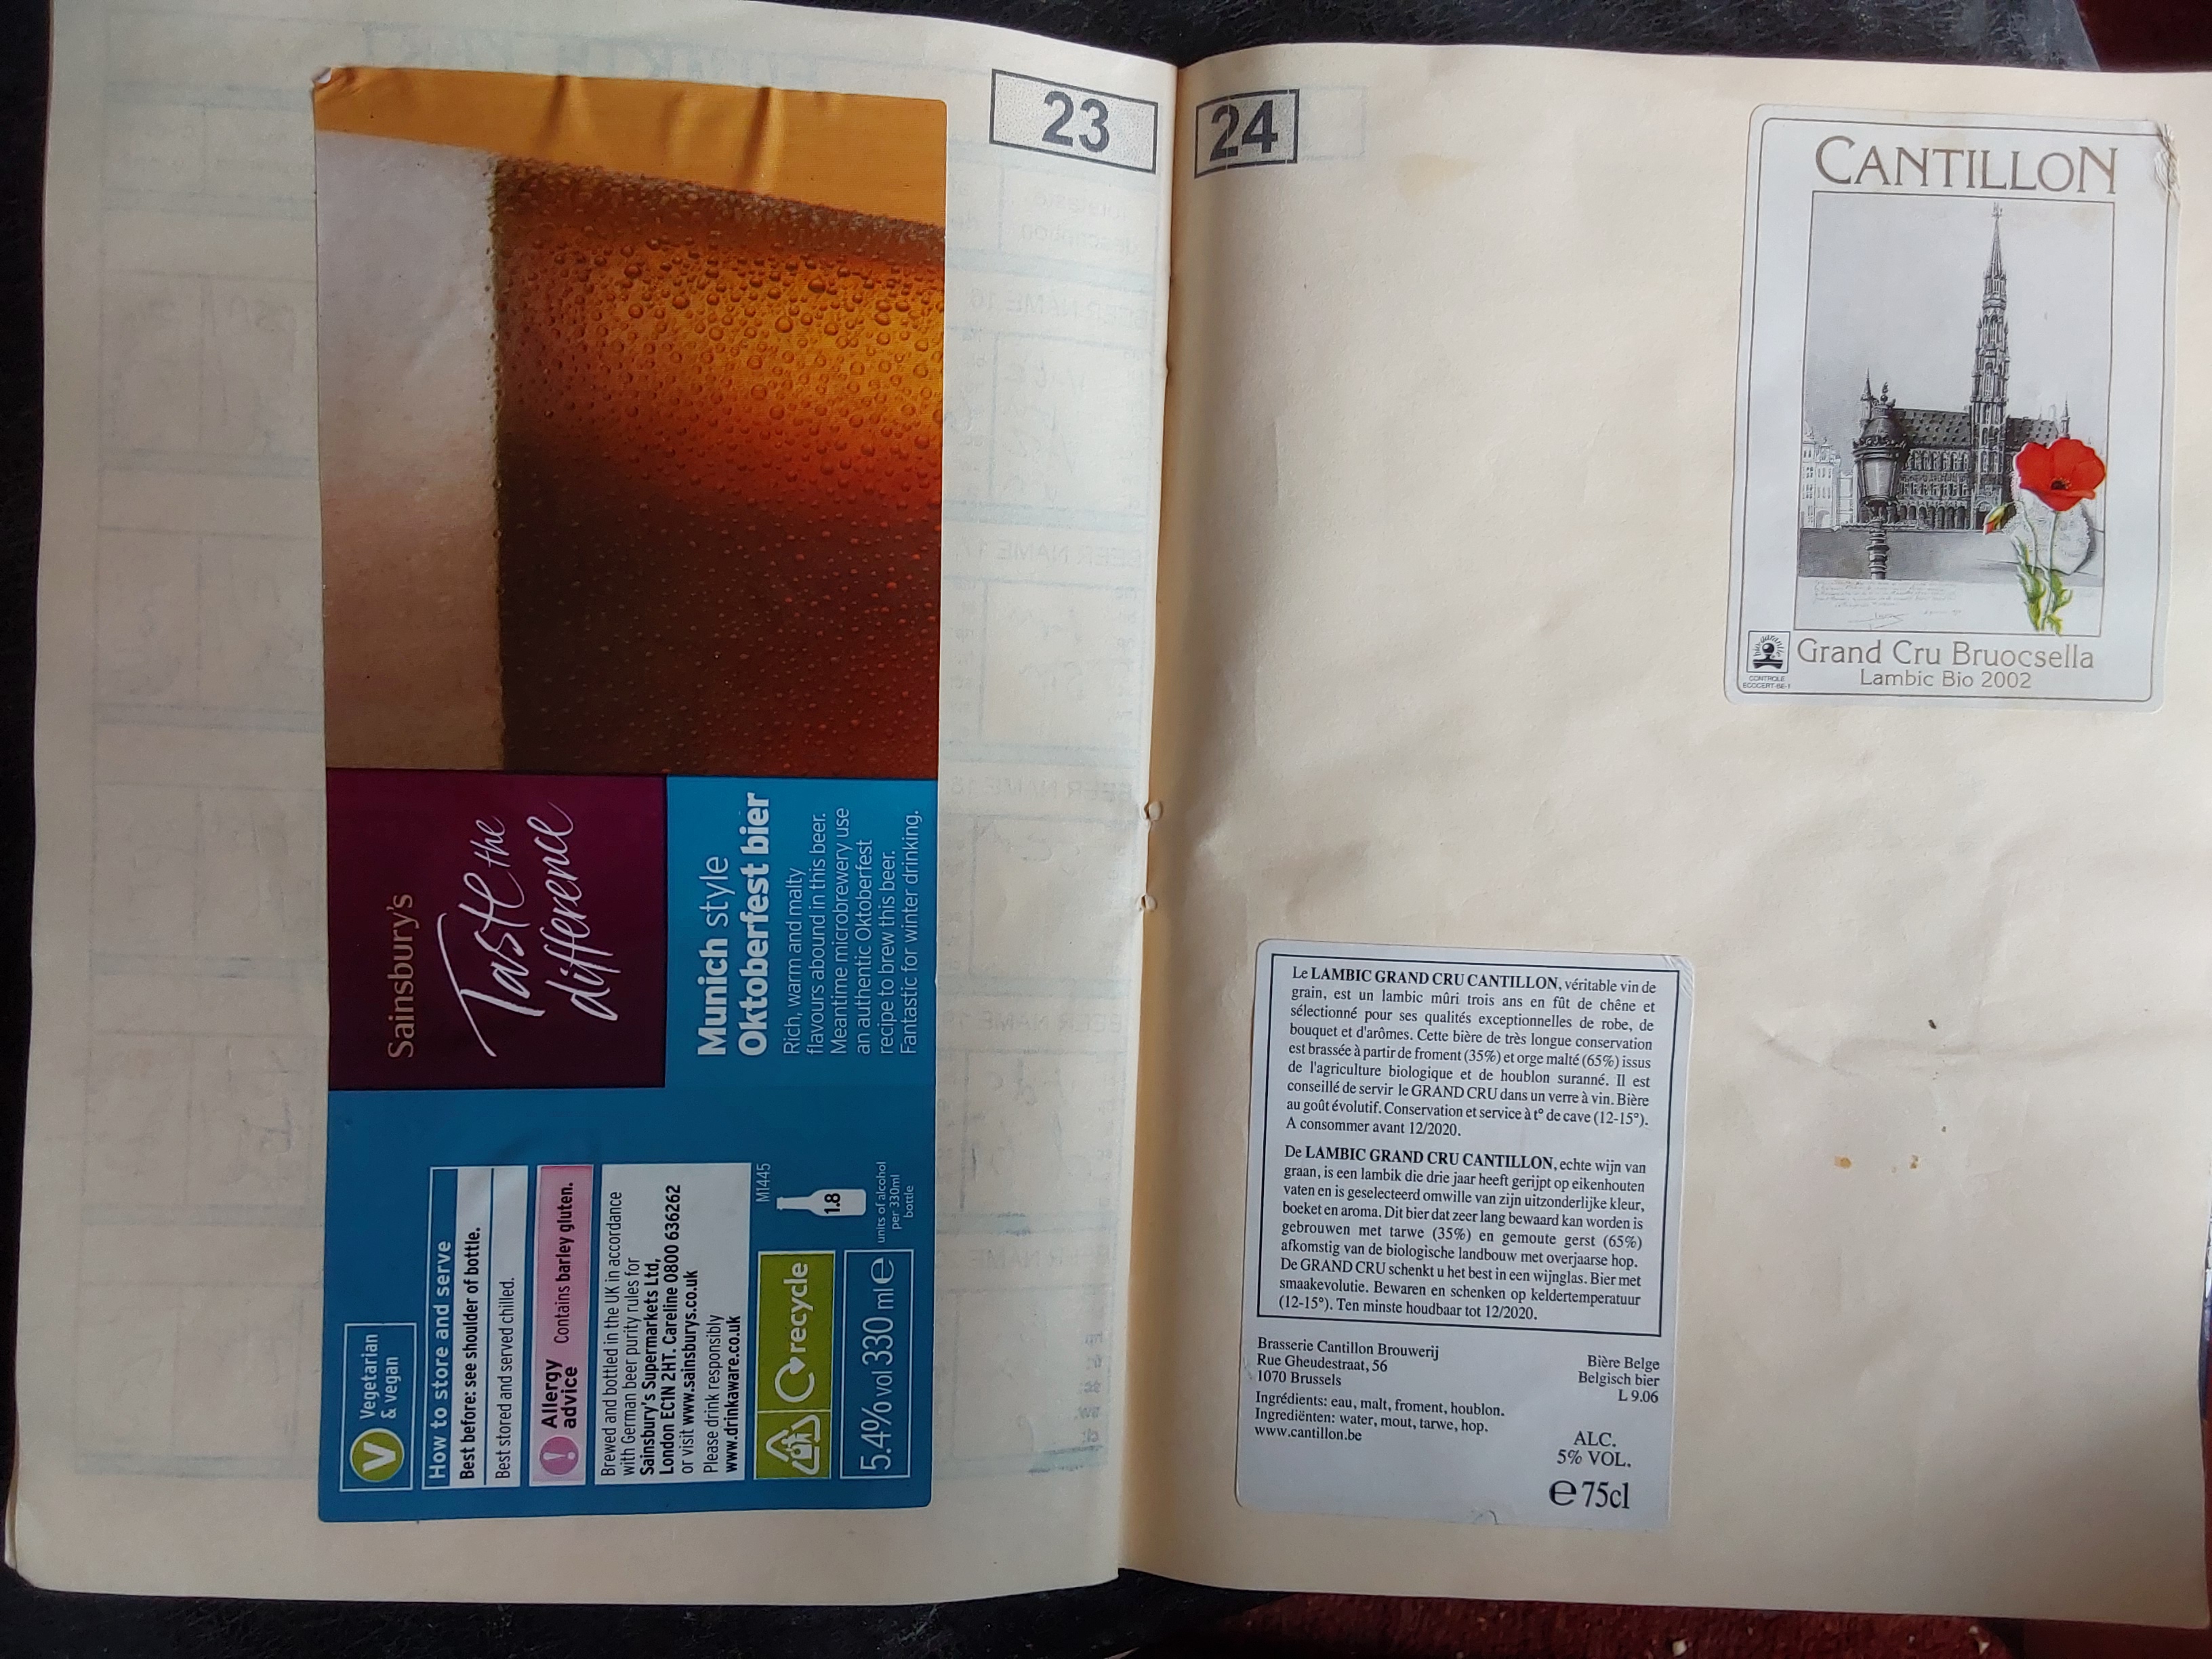 23
Sainsbury's
Taste the
difference
Munich style
Oktoberfest bier
Rich, warm and malty
flavours abound in this beer.
Meantime microbrewery use
an authentic Oktoberfest
recipe to brew this beer.
Fantastic for winter drinking.
V
Vegetarian
& vegan
How to store and serve
Best before: see shoulder of bottle.
Best stored and served chilled.
Allergy
advice
Contains barley gluten.
Brewed and bottled in the UK in accordance
with German beer purity rules for
Sainsbury's Supermarkets Ltd,
London EC1N 2HT. Careline 0800 636262
or visit www.sainsburys.co.uk
Please drink responsibly
www.drinkaware.co.uk
M1445
1.8
units of alcohol
per 330ml
bottle
recycle
5.4% vol 330 ml e
24
CANTILLON
bio garantie
CONTROLE
ECOCERT-BE-1
Grand Cru Bruocsella
Lambic Bio 2002
Le LAMBIC GRAND CRU CANTILLON, véritable vin de
grain, est un lambic mûri trois ans en fût de chêne et
sélectionné pour ses qualités exceptionnelles de robe, de
bouquet et d'arômes. Cette bière de très longue conservation
est brassée à partir de froment (35%) et orge malté (65%) issus
de l'agriculture biologique et de houblon suranné. Il est
conseillé de servir le GRAND CRU dans un verre à vin. Bière
au goût évolutif. Conservation et service à t° de cave (12-15°).
A consommer avant 12/2020.
De LAMBIC GRAND CRU CANTILLON, echte wijn van
graan, is een lambik die drie jaar heeft gerijpt op eikenhouten
vaten en is geselecteerd omwille van zijn uitzonderlijke kleur,
boeket en aroma. Dit bier dat zeer lang bewaard kan worden is
gebrouwen met tarwe (35%) en gemoute gerst (65%)
afkomstig van de biologische landbouw met overjaarse hop.
De GRAND CRU schenkt u het best in een wijnglas. Bier met
smaakevolutie. Bewaren en schenken op keldertemperatuur
(12-15°). Ten minste houdbaar tot 12/2020.
Brasserie Cantillon Brouwerij
Rue Gheudestraat, 56
1070 Brussels
Ingrédients: eau, malt, froment, houblon.
Ingrediënten: water, mout, tarwe, hop.
www.cantillon.be
Bière Belge
Belgisch bier
L 9.06
ALC.
5% VOL.
e 75cl